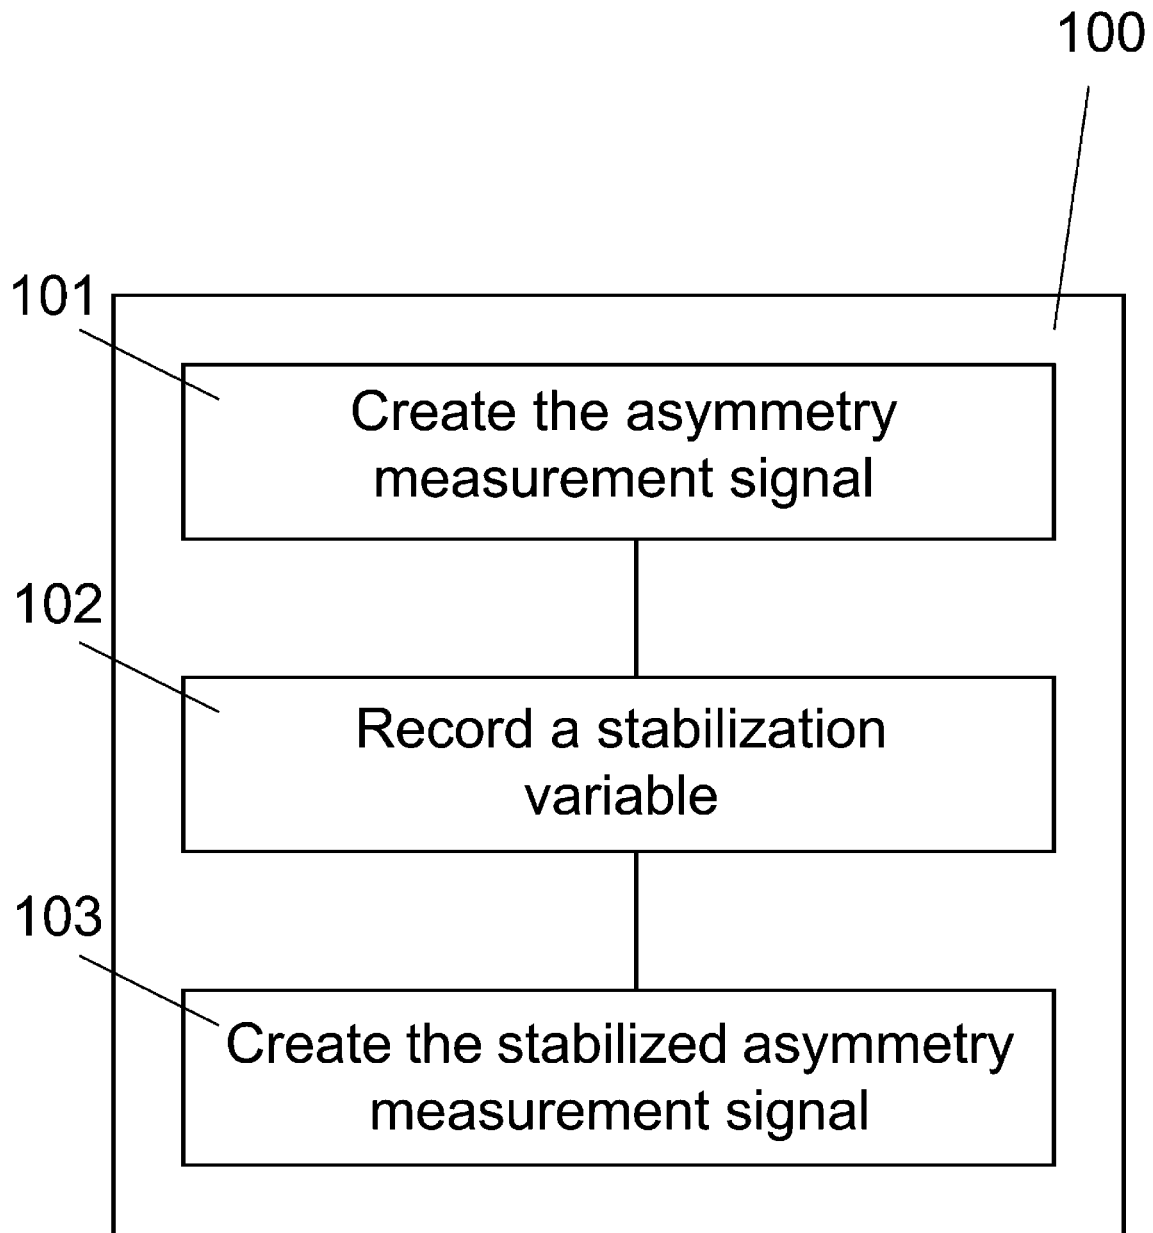 100
101
Create the asymmetry
measurement signal
102
Record a stabilization
variable
103
Create the stabilized asymmetry
measurement signal